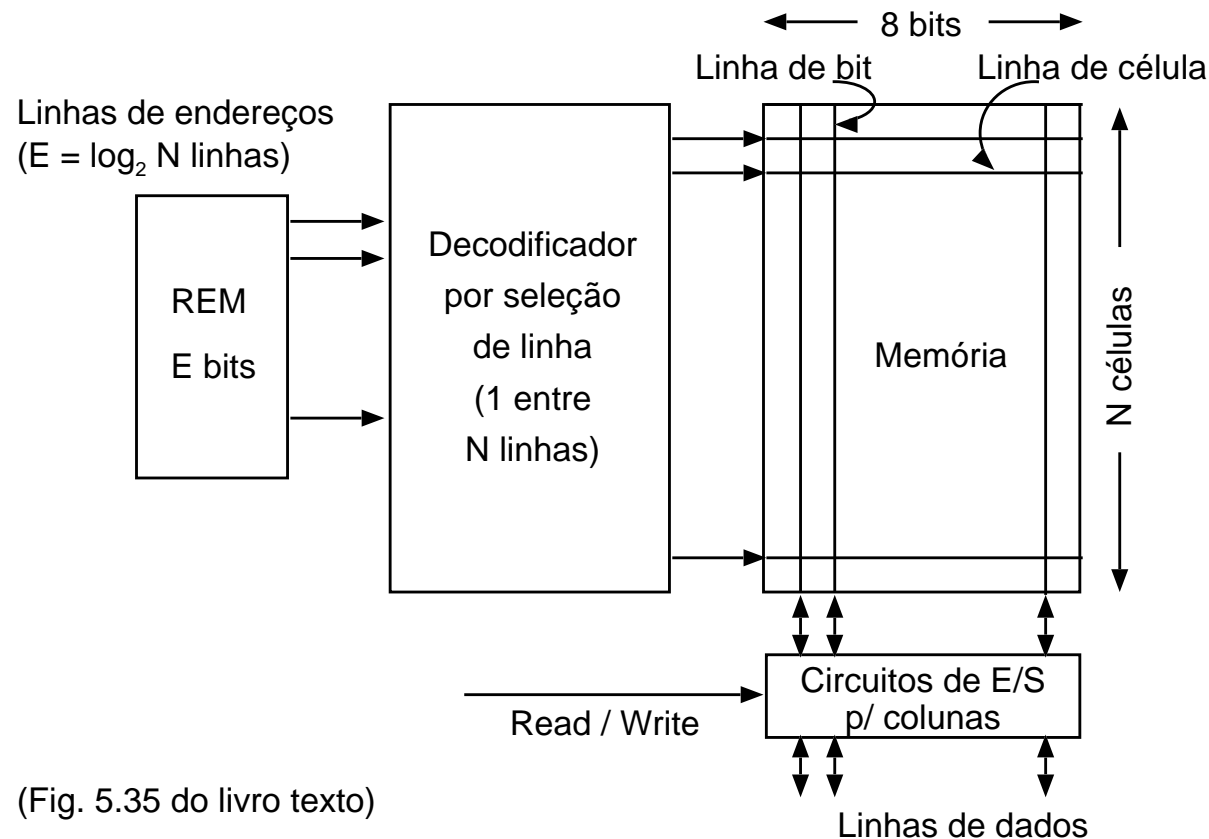 8 bits
Linha de bit
Linha de célula
Linhas de endereços
(E = log₂ N linhas)
REM
E bits
Decodificador
por seleção
de linha
(1 entre
N linhas)
Memória
N células
Circuitos de E/S
p/ colunas
Read / Write
(Fig. 5.35 do livro texto)
Linhas de dados